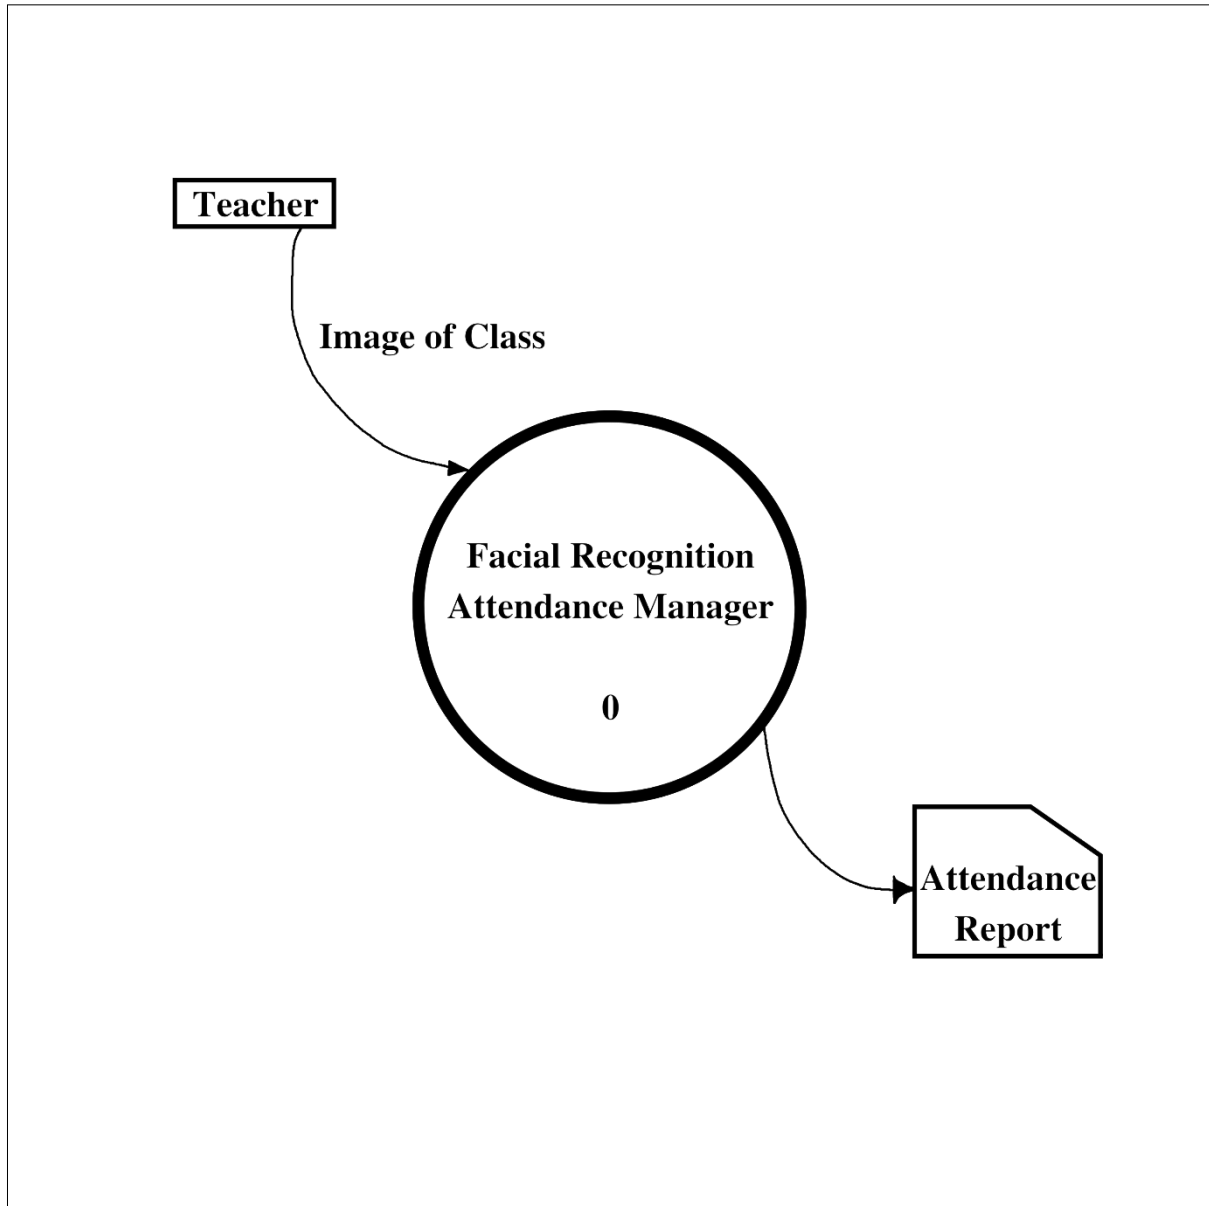 Teacher
Image of Class
Facial Recognition
Attendance Manager
0
Attendance
Report